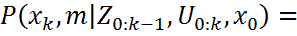 P(x_k, m|Z_{0:k-1}, U_{0:k}, x_0) =